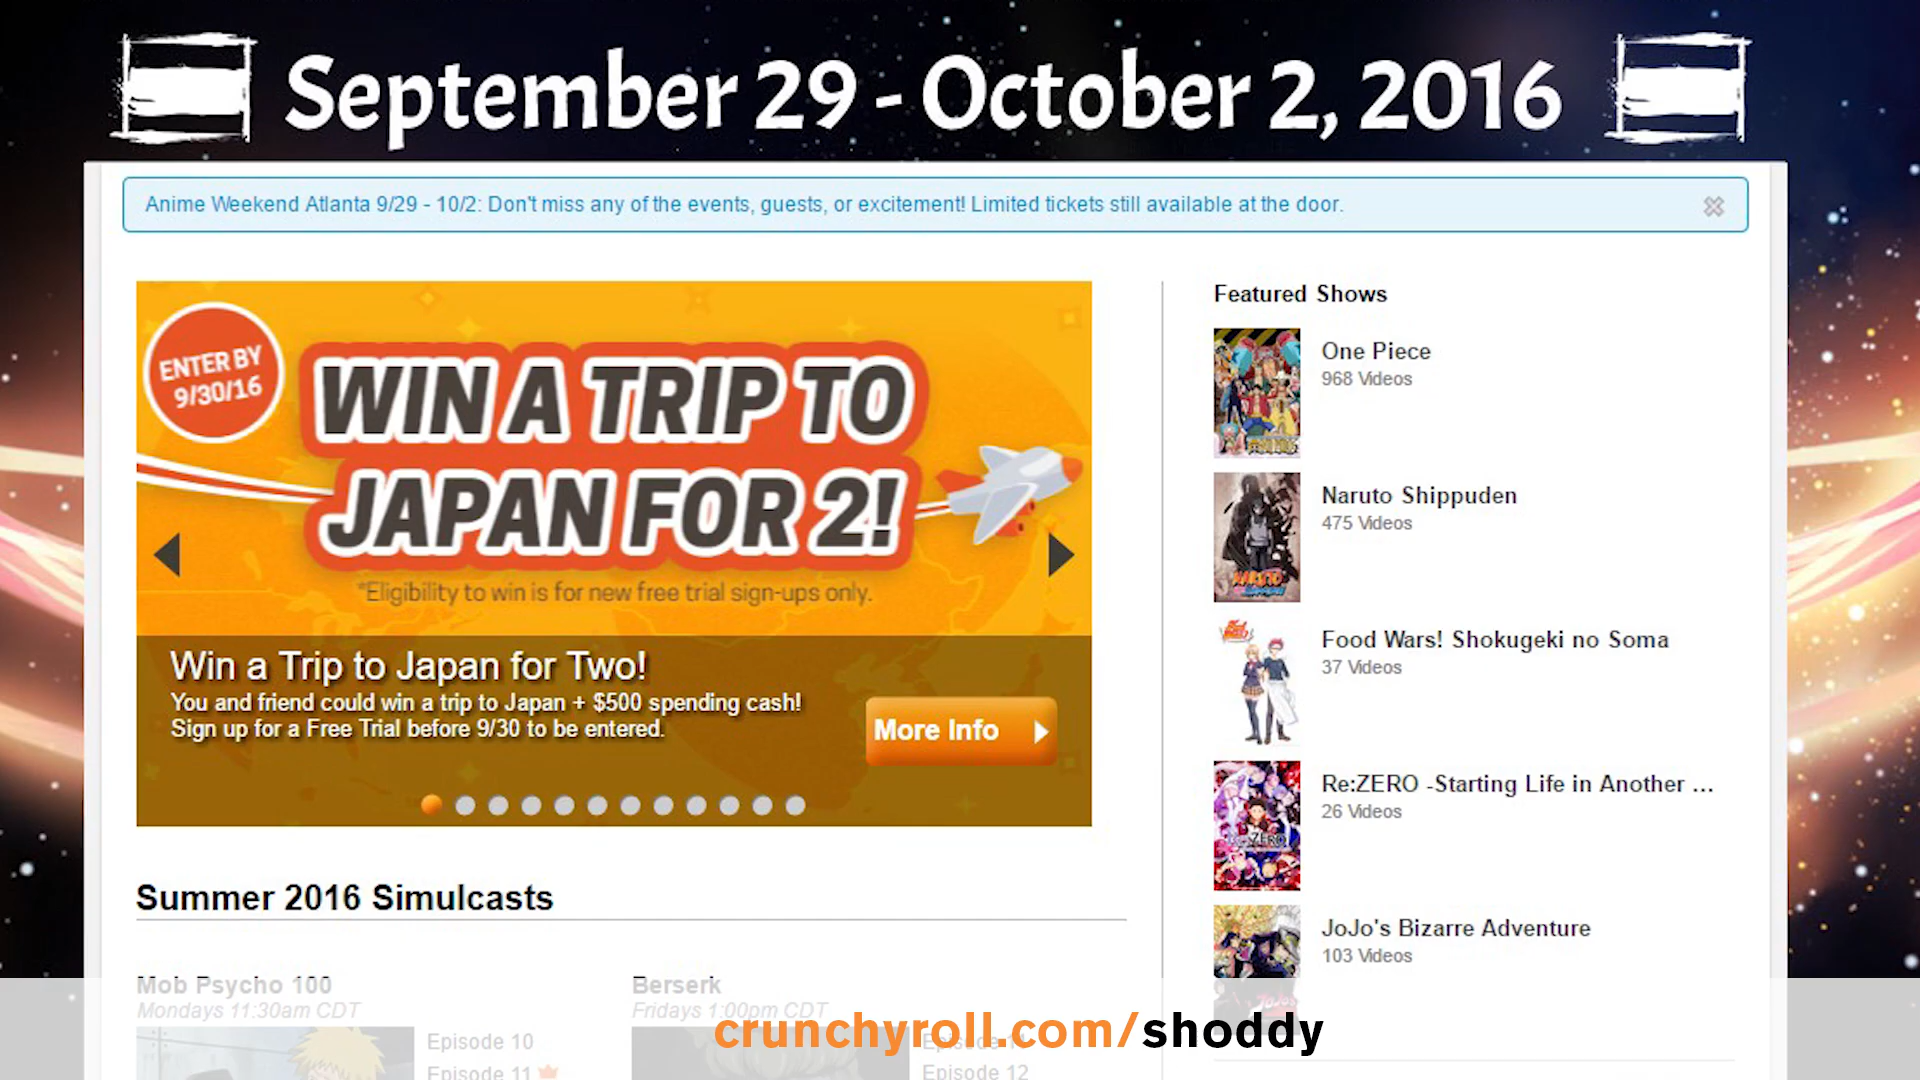 September 29 - October 2, 2016
Anime Weekend Atlanta 9/29 - 10/2: Don't miss any of the events, guests, or excitement! Limited tickets still available at the door.
ENTER BY
9/30/16
WIN A TRIP TO
JAPAN FOR 2!
*Eligibility to win is for new free trial sign-ups only.
Win a Trip to Japan for Two!
You and friend could win a trip to Japan + $500 spending cash!
Sign up for a Free Trial before 9/30 to be entered.
More Info
Featured Shows
One Piece
968 Videos
Naruto Shippuden
475 Videos
Food Wars! Shokugeki no Soma
37 Videos
Re:ZERO -Starting Life in Another ...
26 Videos
JoJo's Bizarre Adventure
103 Videos
Summer 2016 Simulcasts
Mob Psycho 100
Mondays 11:30am CDT
Episode 10
Episode 11
Berserk
Fridays 1:00pm CDT
Episode 12
crunchyroll.com/shoddy